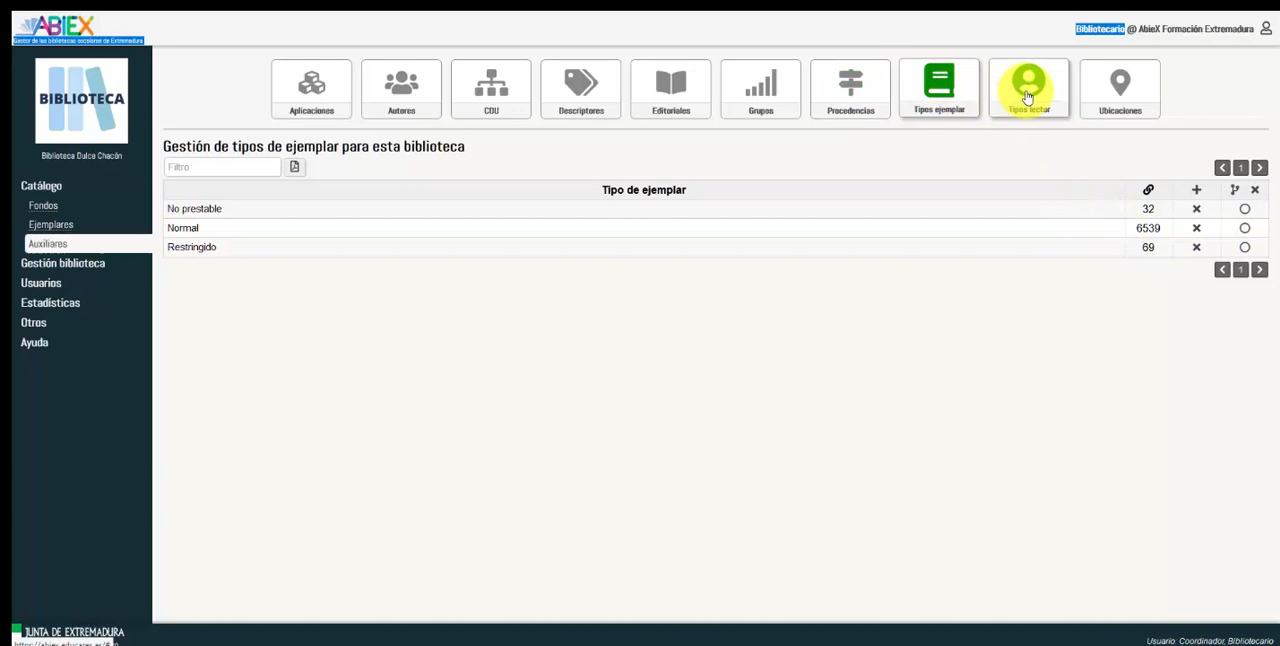 ABIEX
Gestor de las bibliotecas escolares de Extremadura
Bibliotecario @ AbieX Formación Extremadura
BIBLIOTECA
Biblioteca Dulce Chacón
Catálogo
Fondos
Ejemplares
Auxiliares
Gestión biblioteca
Usuarios
Estadísticas
Otros
Ayuda
Aplicaciones
Autores
CDU
Descriptores
Editoriales
Grupos
Procedencias
Tipos ejemplar
Tipos lector
Ubicaciones
Gestión de tipos de ejemplar para esta biblioteca
Filtro
1
Tipo de ejemplar
No prestable 32
Normal 6539
Restringido 69
1
JUNTA DE EXTREMADURA
Usuario: Coordinador, Bibliotecario